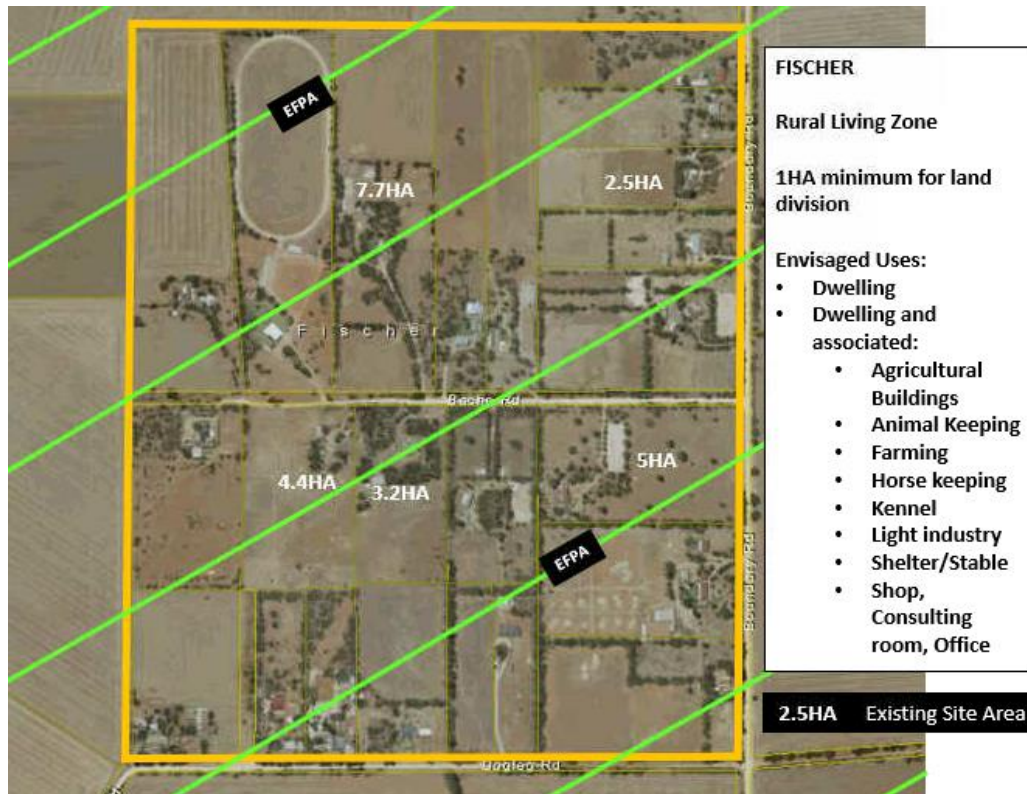 EFPA
7.7HA
2.5HA
Boundary Rd
Fischer
4.4HA
3.2HA
5HA
EFPA
Boundary Rd
Rd
FISCHER
Rural Living Zone
1HA minimum for land
division
Envisaged Uses:
• Dwelling
• Dwelling and
associated:
• Agricultural
Buildings
• Animal Keeping
• Farming
• Horse keeping
• Kennel
• Light industry
• Shelter/Stable
• Shop,
Consulting
room, Office
2.5HA Existing Site Area